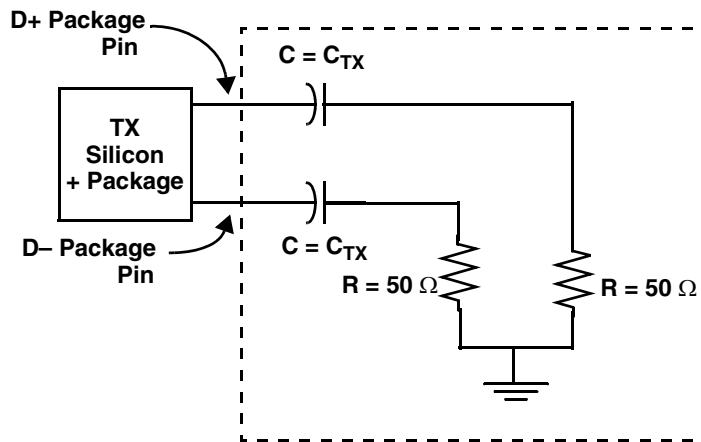 D+ Package
Pin
C = CTX
TX
Silicon
+ Package
D– Package
Pin
C = CTX
R = 50 Ω
R = 50 Ω